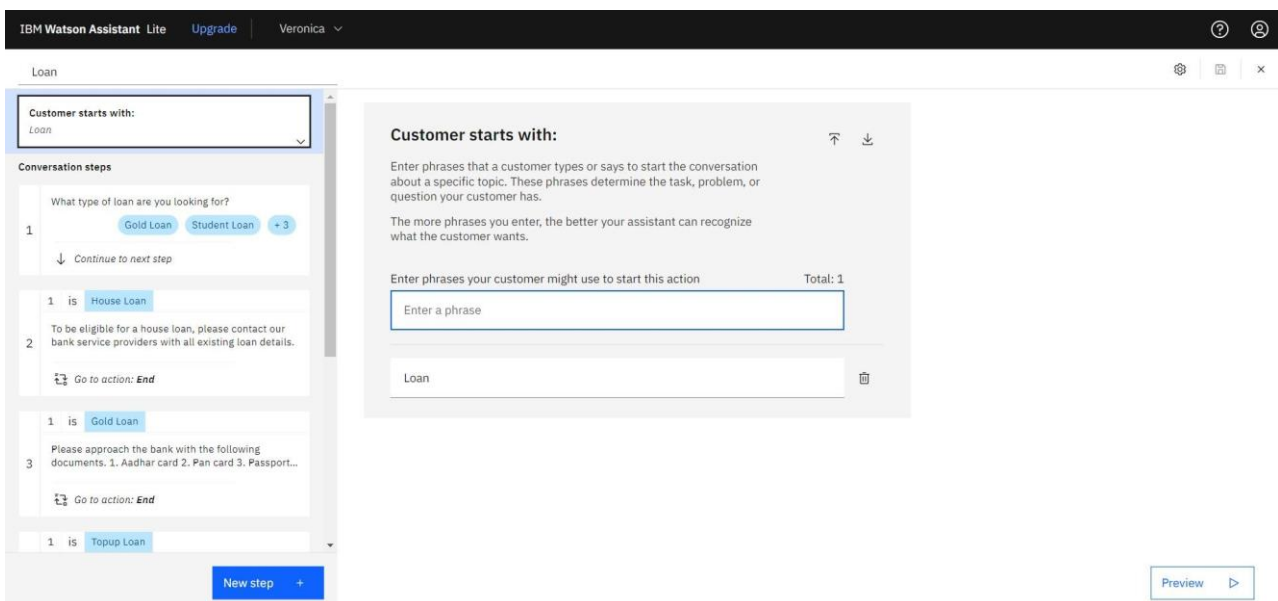 IBM Watson Assistant Lite Upgrade Veronica
Loan
Customer starts with:
Loan
Conversation steps
1
What type of loan are you looking for?
Gold Loan Student Loan + 3
Continue to next step
2
1 is House Loan
To be eligible for a house loan, please contact our
bank service providers with all existing loan details.
Go to action: End
3
1 is Gold Loan
Please approach the bank with the following
documents. 1. Aadhar card 2. Pan card 3. Passport...
Go to action: End
1 is Topup Loan
New step +
Customer starts with:
Enter phrases that a customer types or says to start the conversation
about a specific topic. These phrases determine the task, problem, or
question your customer has.
The more phrases you enter, the better your assistant can recognize
what the customer wants.
Enter phrases your customer might use to start this action Total: 1
Enter a phrase
Loan
Preview